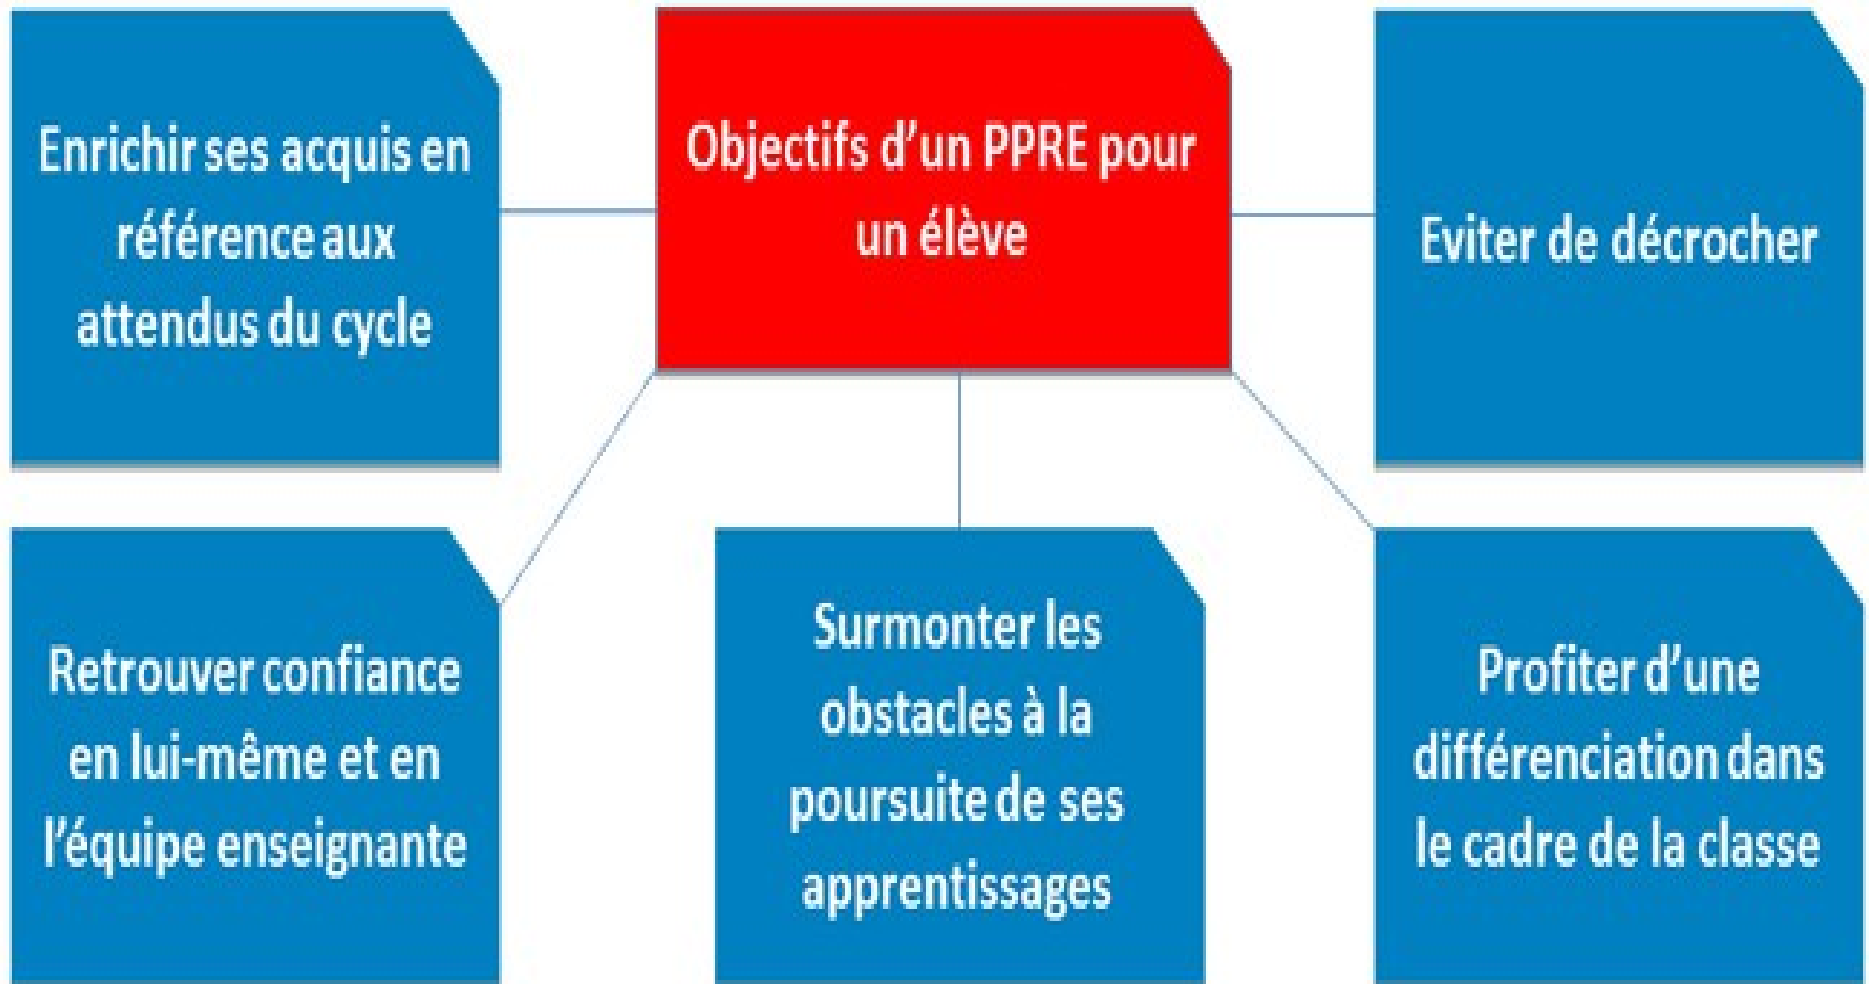 Enrichir ses acquis en
référence aux
attendus du cycle
Objectifs d’un PPRE pour
un élève
Eviter de décrocher
Retrouver confiance
en lui-même et en
l’équipe enseignante
Surmonter les
obstacles à la
poursuite de ses
apprentissages
Profiter d’une
différenciation dans
le cadre de la classe